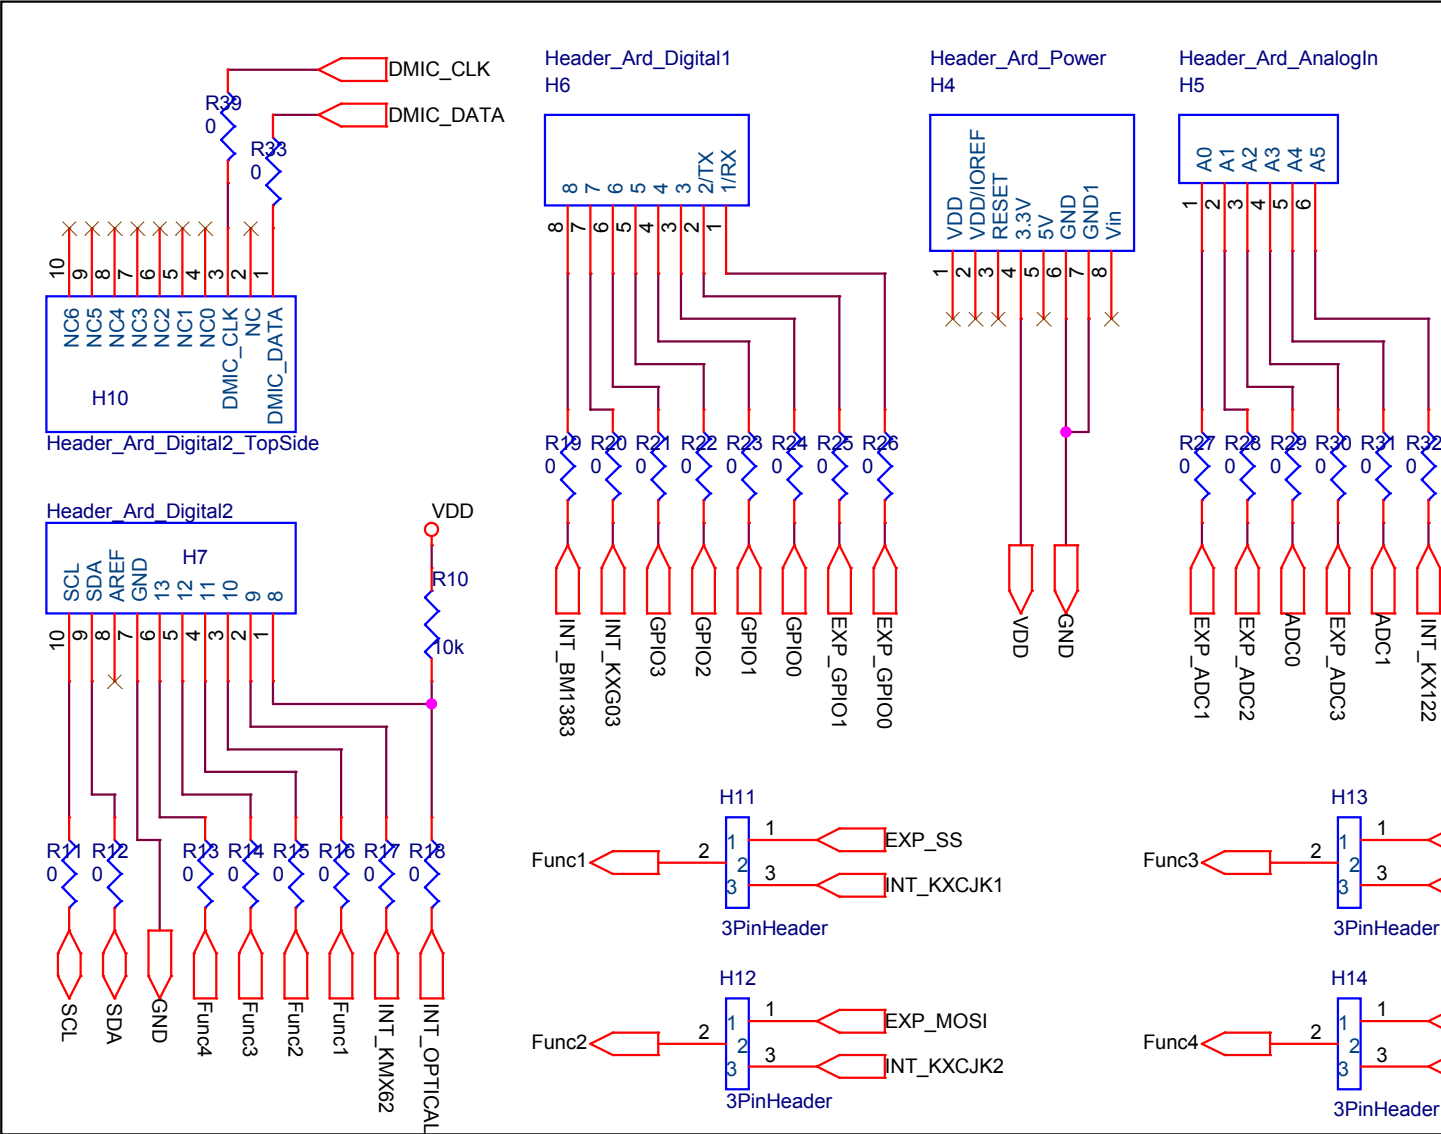 DMIC_CLK
DMIC_DATA
R39
0
R33
0
10
9
8
7
6
5
4
3
2
1
NC6
NC5
NC4
NC3
NC2
NC1
NC0
DMIC_CLK
NC
DMIC_DATA
H10
Header_Ard_Digital2_TopSide
Header_Ard_Digital1
H6
8
7
6
5
4
3
2/TX
1/RX
8
7
6
5
4
3
2
1
R19
0
R20
0
R21
0
R22
0
R23
0
R24
0
R25
0
R26
0
INT_BM1383
INT_KXG03
GPIO3
GPIO2
GPIO1
GPIO0
EXP_GPIO1
EXP_GPIO0
Header_Ard_Power
H4
VDD
VDD/IOREF
RESET
3.3V
5V
GND
GND1
Vin
1
2
3
4
5
6
7
8
VDD
GND
Header_Ard_AnalogIn
H5
A0
A1
A2
A3
A4
A5
1
2
3
4
5
6
R27
0
R28
0
R29
0
R30
0
R31
0
R32
0
EXP_ADC1
EXP_ADC2
ADC0
EXP_ADC3
ADC1
INT_KX122
Header_Ard_Digital2
H7
SCL
SDA
AREF
GND
13
12
11
10
9
8
10
9
8
7
6
5
4
3
2
1
VDD
R10
10k
R11
0
R12
0
R13
0
R14
0
R15
0
R16
0
R17
0
R18
0
SCL
SDA
GND
Func4
Func3
Func2
Func1
INT_KMX62
INT_OPTICAL
H11
Func1
2
1
2
3
1
3
EXP_SS
INT_KXCJK1
3PinHeader
H12
Func2
2
1
2
3
1
3
EXP_MOSI
INT_KXCJK2
3PinHeader
H13
Func3
2
1
2
3
1
3
3PinHeader
H14
Func4
2
1
2
3
1
3
3PinHeader